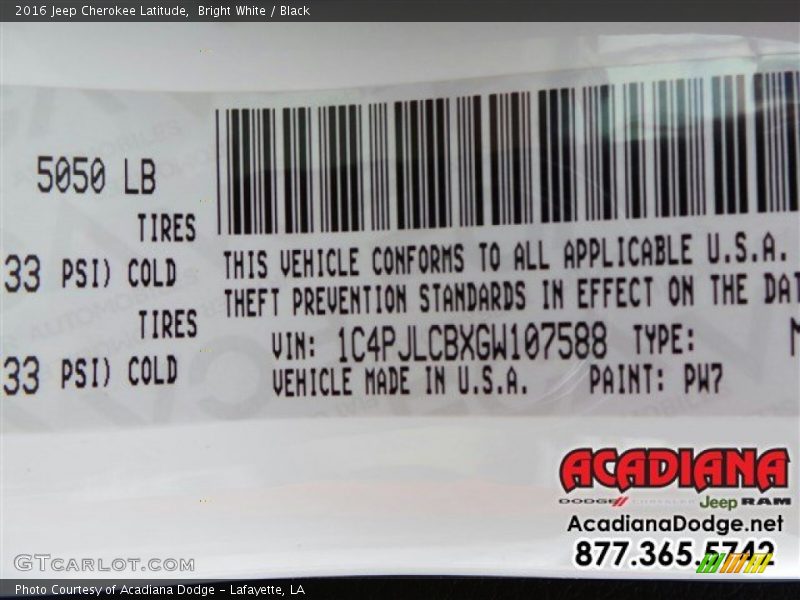 2016 Jeep Cherokee Latitude,  Bright White / Black
5050 LB
TIRES
33 PSI) COLD
TIRES
33 PSI) COLD
THIS VEHICLE CONFORMS TO ALL APPLICABLE U.S.A.
THEFT PREVENTION STANDARDS IN EFFECT ON THE DAT
VIN: 1C4PJLCBXGW107588 TYPE:
VEHICLE MADE IN U.S.A. PAINT: PW7
ACADIANA
DODGE CHRYSLER Jeep RAM
AcadianaDodge.net
877.365.5742
GTCARLOT.COM
Photo Courtesy of Acadiana Dodge - Lafayette, LA